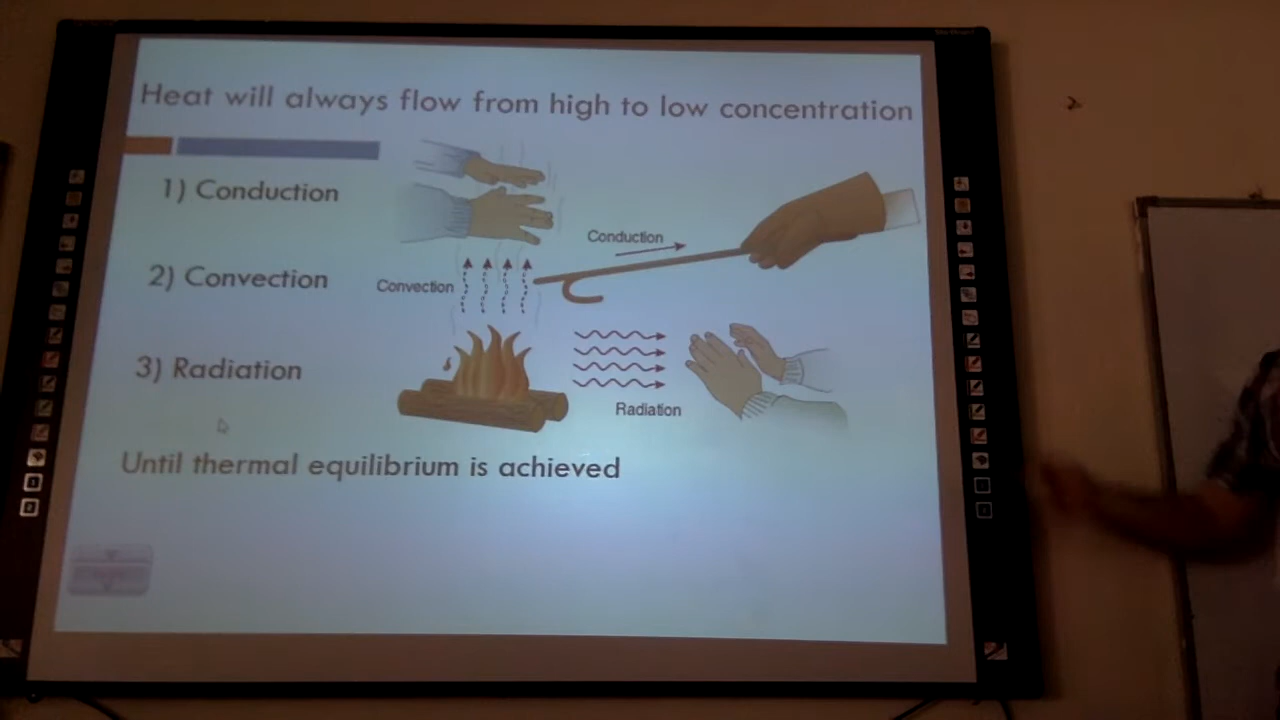 Heat will always flow from high to low concentration
1) Conduction
Conduction
2) Convection
Convection
3) Radiation
Radiation
Until thermal equilibrium is achieved